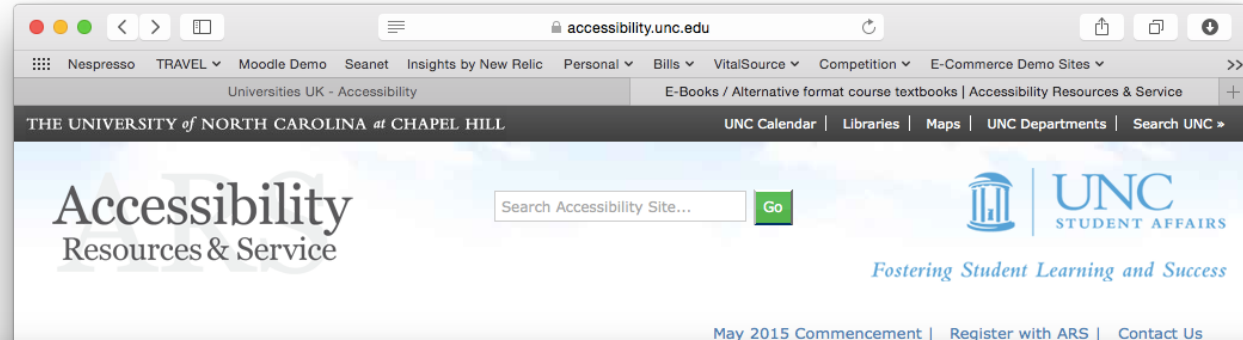 accessibility.unc.edu
Nespresso TRAVEL Moodle Demo Seanet Insights by New Relic Personal Bills VitalSource Competition E-Commerce Demo Sites >>
Universities UK - Accessibility E-Books / Alternative format course textbooks | Accessibility Resources & Service +
THE UNIVERSITY of NORTH CAROLINA at CHAPEL HILL UNC Calendar | Libraries | Maps | UNC Departments | Search UNC »
ARS
Accessibility
Resources & Service
Search Accessibility Site... Go
UNC
STUDENT AFFAIRS
Fostering Student Learning and Success
May 2015 Commencement | Register with ARS | Contact Us